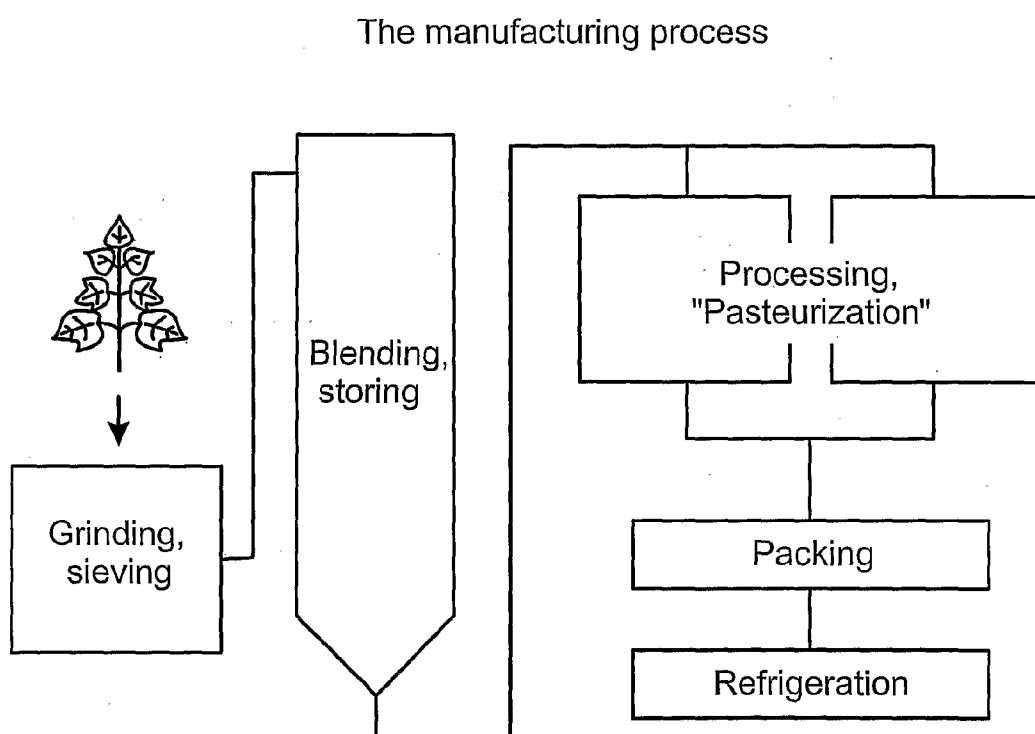 The manufacturing process
Grinding,
sieving
Blending,
storing
Processing,
"Pasteurization"
Packing
Refrigeration